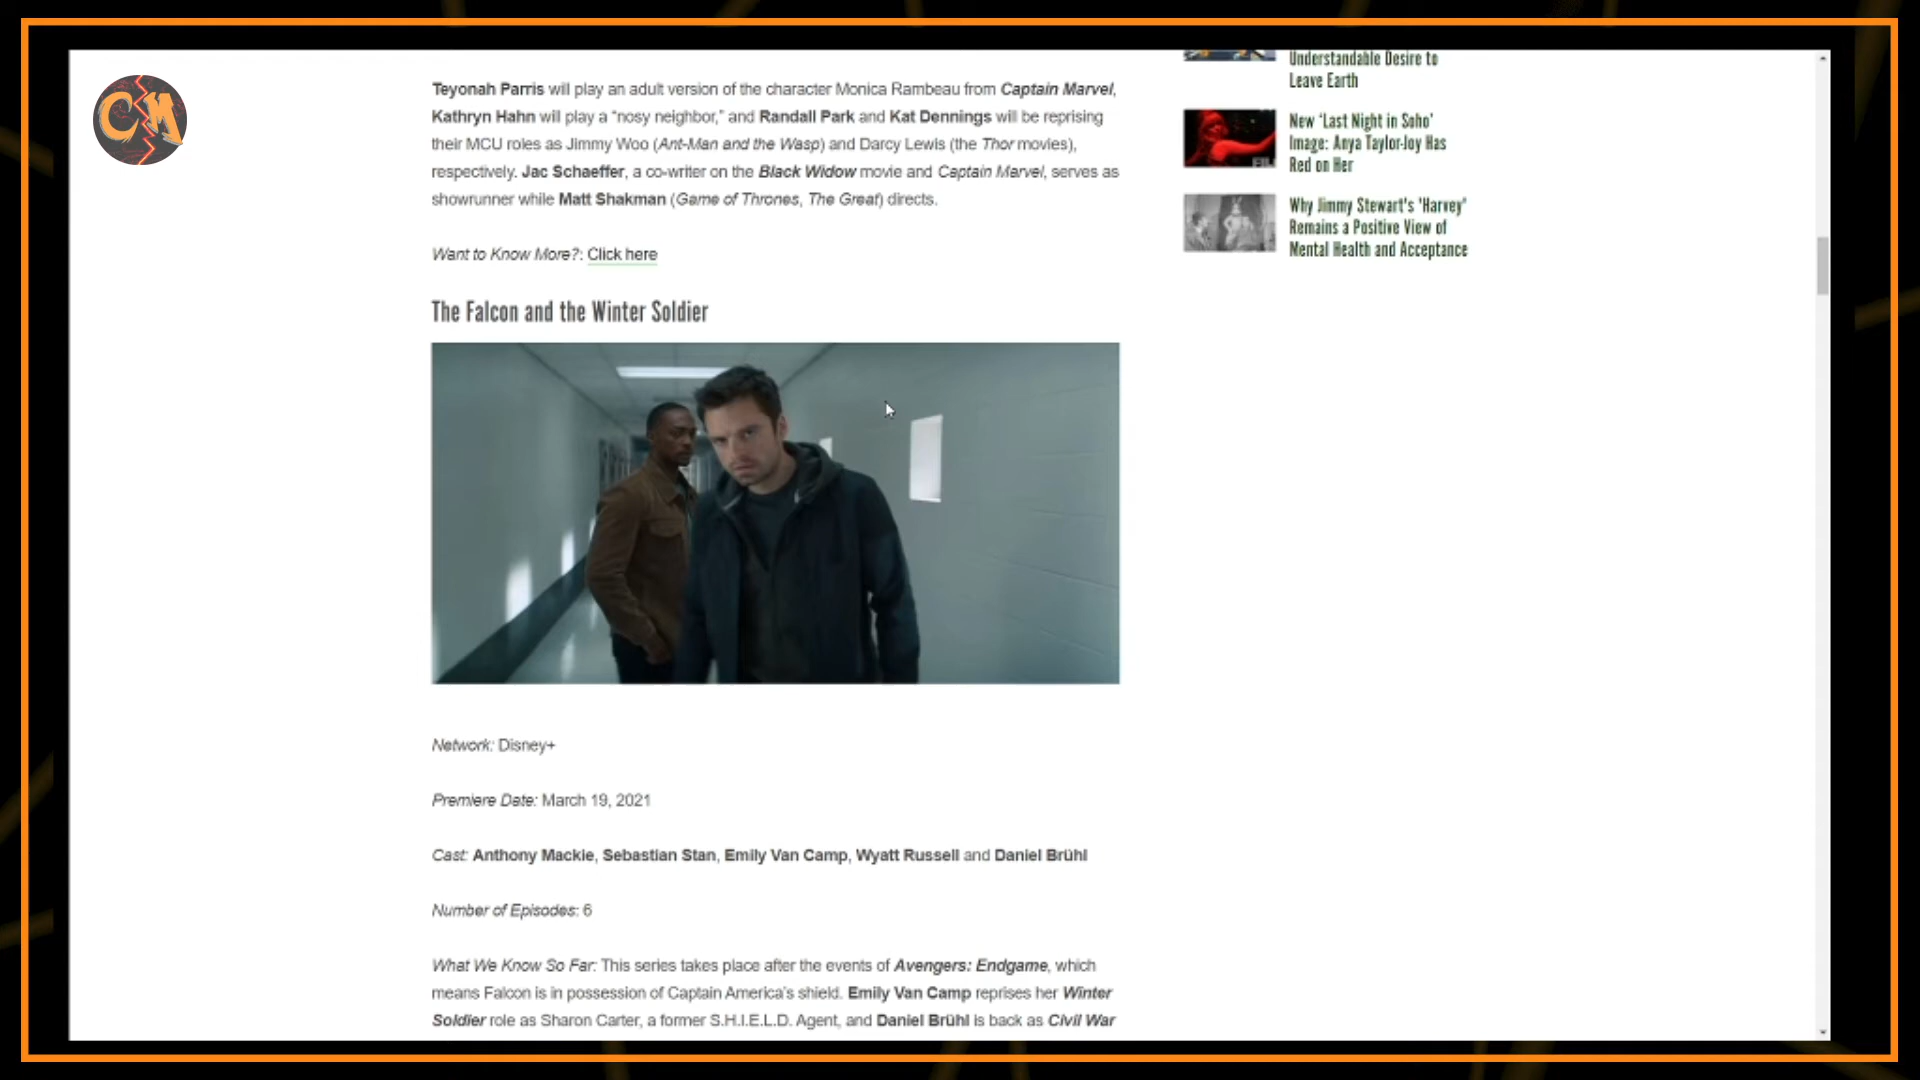 CM
Teyonah Parris will play an adult version of the character Monica Rambeau from Captain Marvel,
Kathryn Hahn will play a “nosy neighbor,” and Randall Park and Kat Dennings will be reprising
their MCU roles as Jimmy Woo (Ant-Man and the Wasp) and Darcy Lewis (the Thor movies),
respectively. Jac Schaeffer, a co-writer on the Black Widow movie and Captain Marvel, serves as
showrunner while Matt Shakman (Game of Thrones, The Great) directs.
Want to Know More?: Click here
The Falcon and the Winter Soldier
Network: Disney+
Premiere Date: March 19, 2021
Cast: Anthony Mackie, Sebastian Stan, Emily Van Camp, Wyatt Russell and Daniel Brühl
Number of Episodes: 6
What We Know So Far: This series takes place after the events of Avengers: Endgame, which
means Falcon is in possession of Captain America's shield. Emily Van Camp reprises her Winter
Soldier role as Sharon Carter, a former S.H.I.E.L.D. Agent, and Daniel Brühl is back as Civil War
Understandable Desire to
Leave Earth
New ‘Last Night in Soho’
Image: Anya Taylor-Joy Has
Red on Her
Why Jimmy Stewart's 'Harvey'
Remains a Positive View of
Mental Health and Acceptance